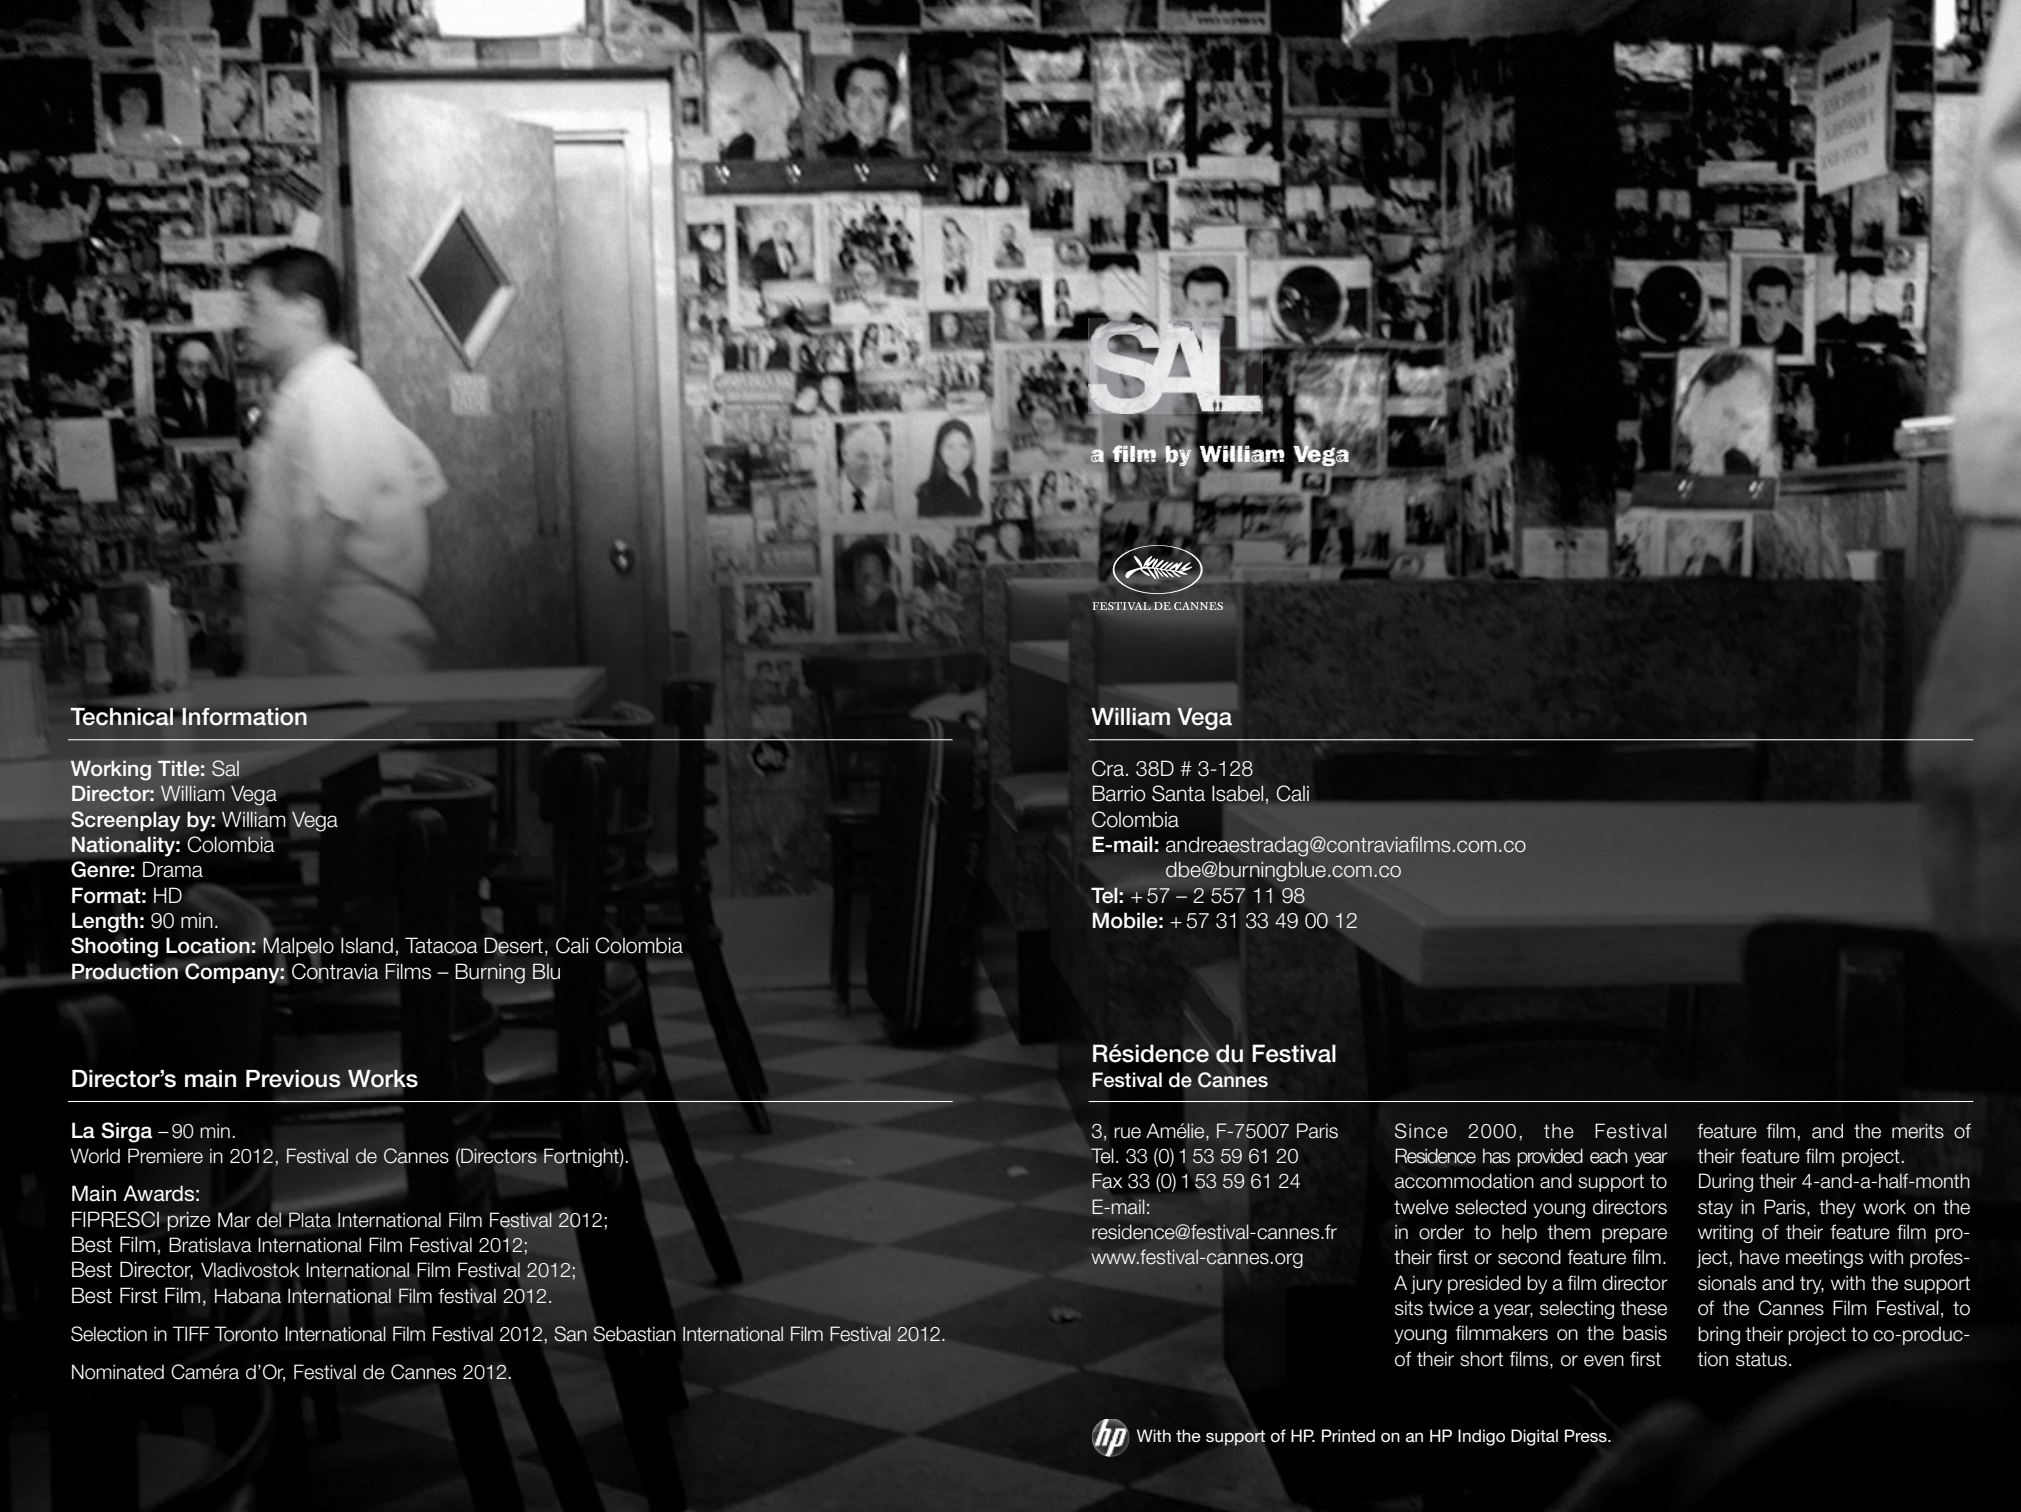 SAL
a film by William Vega
FESTIVAL DE CANNES
Technical Information
Working Title: Sal
Director: William Vega
Screenplay by: William Vega
Nationality: Colombia
Genre: Drama
Format: HD
Length: 90 min.
Shooting Location: Malpelo Island, Tatacoa Desert, Cali Colombia
Production Company: Contravia Films – Burning Blu
Director’s main Previous Works
La Sirga – 90 min.
World Premiere in 2012, Festival de Cannes (Directors Fortnight).
Main Awards:
FIPRESCI prize Mar del Plata International Film Festival 2012;
Best Film, Bratislava International Film Festival 2012;
Best Director, Vladivostok International Film Festival 2012;
Best First Film, Habana International Film festival 2012.
Selection in TIFF Toronto International Film Festival 2012, San Sebastian International Film Festival 2012.
Nominated Caméra d’Or, Festival de Cannes 2012.
William Vega
Cra. 38D # 3-128
Barrio Santa Isabel, Cali
Colombia
E-mail: andreaestradag@contraviafilms.com.co
dbe@burningblue.com.co
Tel: + 57 – 2 557 11 98
Mobile: + 57 31 33 49 00 12
Résidence du Festival
Festival de Cannes
3, rue Amélie, F-75007 Paris
Tel. 33 (0) 1 53 59 61 20
Fax 33 (0) 1 53 59 61 24
E-mail:
residence@festival-cannes.fr
www.festival-cannes.org
Since 2000, the Festival
Residence has provided each year
accommodation and support to
twelve selected young directors
in order to help them prepare
their first or second feature film.
A jury presided by a film director
sits twice a year, selecting these
young filmmakers on the basis
of their short films, or even first
feature film, and the merits of
their feature film project.
During their 4-and-a-half-month
stay in Paris, they work on the
writing of their feature film pro-
ject, have meetings with profes-
sionals and try, with the support
of the Cannes Film Festival, to
bring their project to co-produc-
tion status.
hp With the support of HP. Printed on an HP Indigo Digital Press.